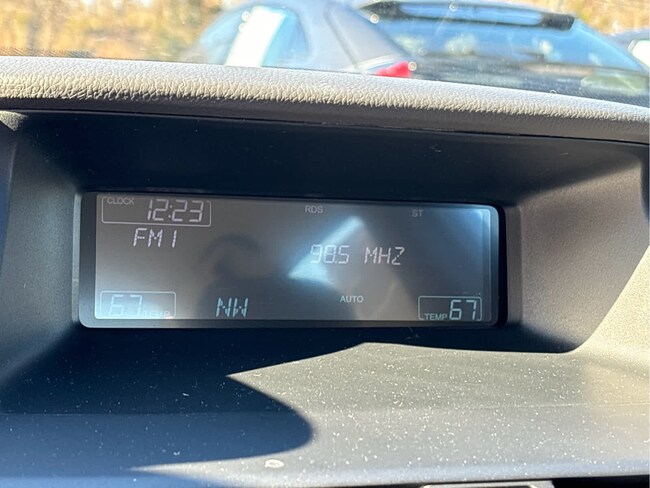 CLOCK 12:23 RDS ST
FM1 98.5 MHZ
67 TEMP NW AUTO TEMP 67